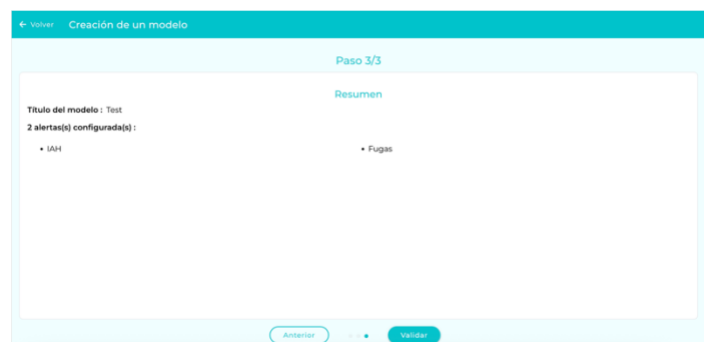 ← Volver Creación de un modelo
Paso 3/3
Resumen
Título del modelo : Test
2 alertas(s) configurada(s) :
• IAH • Fugas
Anterior Validar